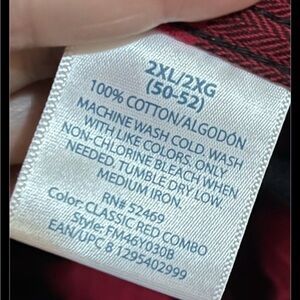 2XL/2XG
(50-52)
100% COTTON/ALGODÓN
MACHINE WASH COLD. WASH
WITH LIKE COLORS. ONLY
NON-CHLORINE BLEACH WHEN
NEEDED. TUMBLE DRY LOW.
MEDIUM IRON.
RN# 52469
Color: CLASSIC RED COMBO
Style: FM46Y030B
EAN/UPC B 1295402999